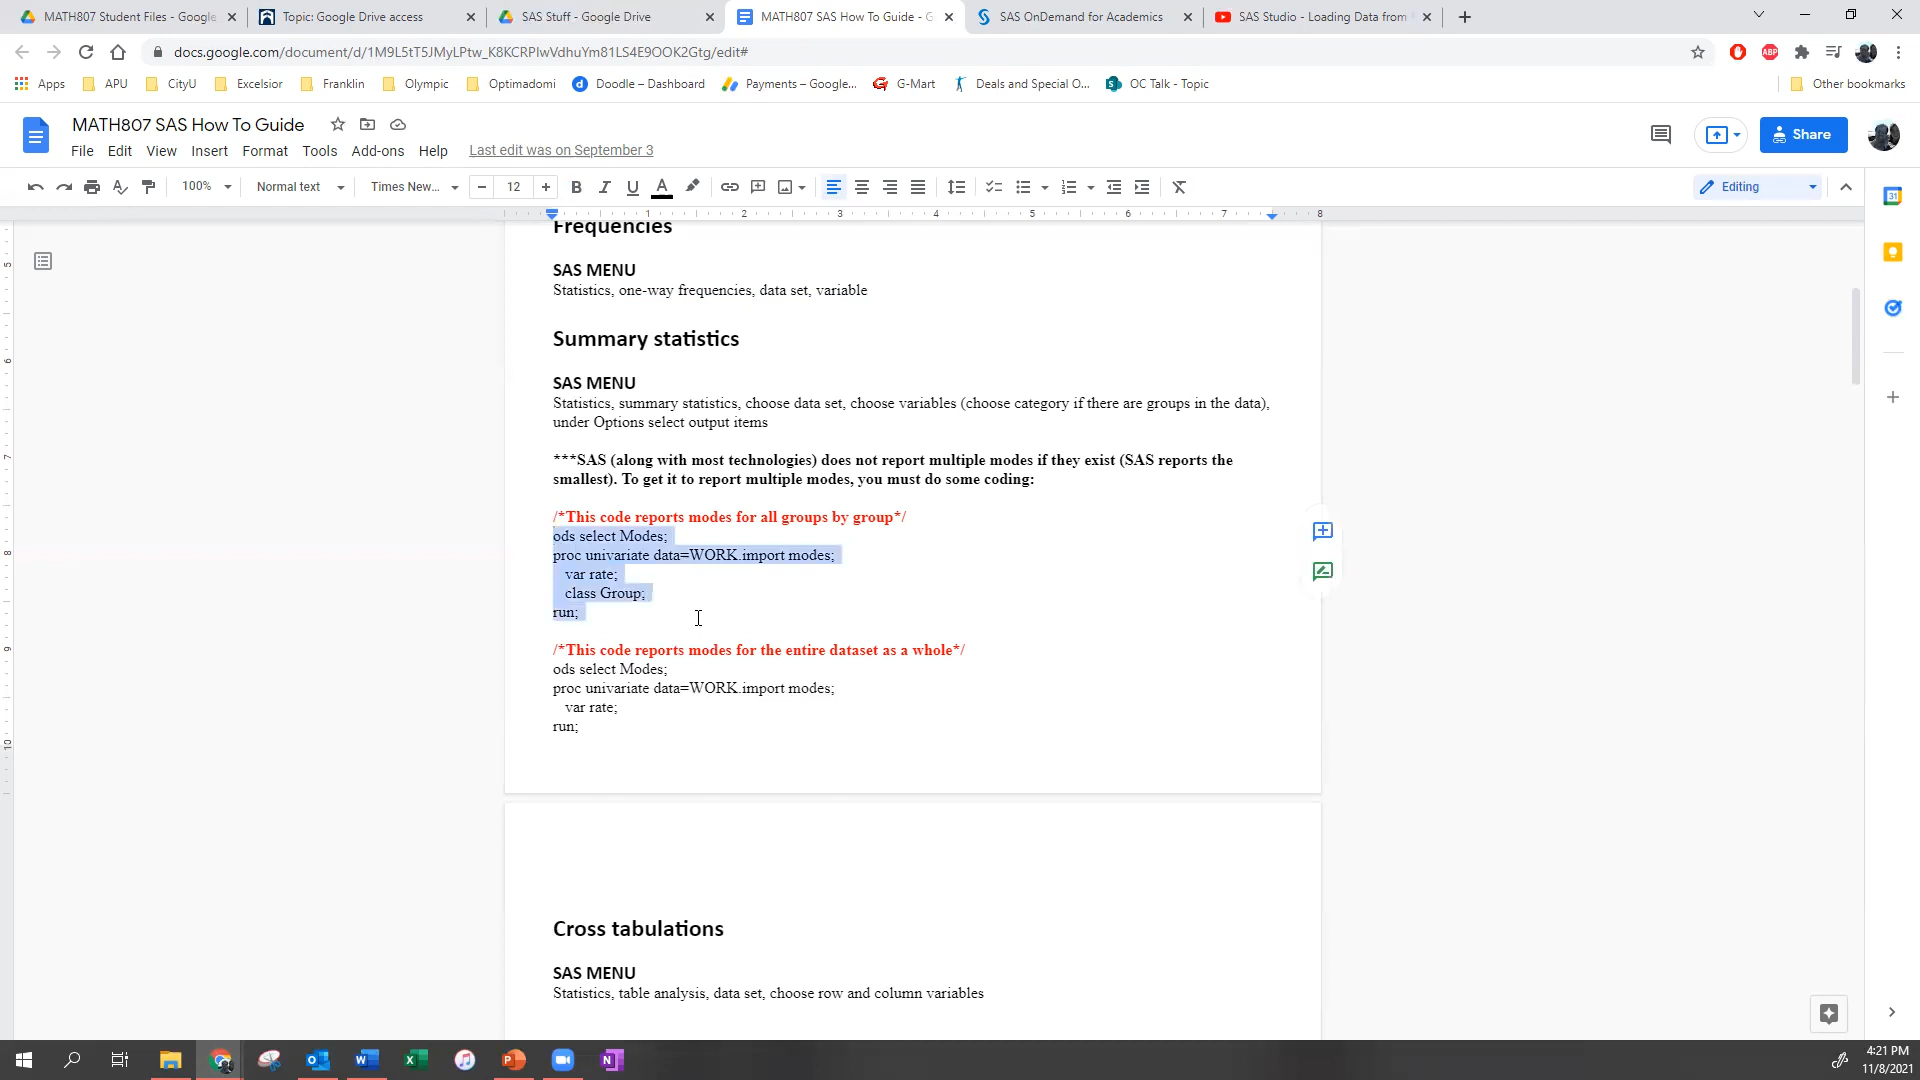 MATH807 Student Files - Google
Topic: Google Drive access
SAS Stuff - Google Drive
MATH807 SAS How To Guide - G
SAS OnDemand for Academics
SAS Studio - Loading Data from
docs.google.com/document/d/1M9L5tT5JMyLPtw_K8KCRPlwVdhuYm81LS4E9OOK2Gtg/edit#
Apps
APU
CityU
Excelsior
Franklin
Olympic
Optimadomi
Doodle – Dashboard
Payments – Google...
G-Mart
Deals and Special O...
OC Talk - Topic
Other bookmarks
MATH807 SAS How To Guide
File Edit View Insert Format Tools Add-ons Help Last edit was on September 3
Share
100% Normal text Times New... 12
Editing
1 2 3 4 5 6 7 8
Frequencies
SAS MENU
Statistics, one-way frequencies, data set, variable
Summary statistics
SAS MENU
Statistics, summary statistics, choose data set, choose variables (choose category if there are groups in the data),
under Options select output items
***SAS (along with most technologies) does not report multiple modes if they exist (SAS reports the
smallest). To get it to report multiple modes, you must do some coding:
/*This code reports modes for all groups by group*/
ods select Modes;
proc univariate data=WORK.import modes;
var rate;
class Group;
run;
/*This code reports modes for the entire dataset as a whole*/
ods select Modes;
proc univariate data=WORK.import modes;
var rate;
run;
Cross tabulations
SAS MENU
Statistics, table analysis, data set, choose row and column variables
4:21 PM
11/8/2021